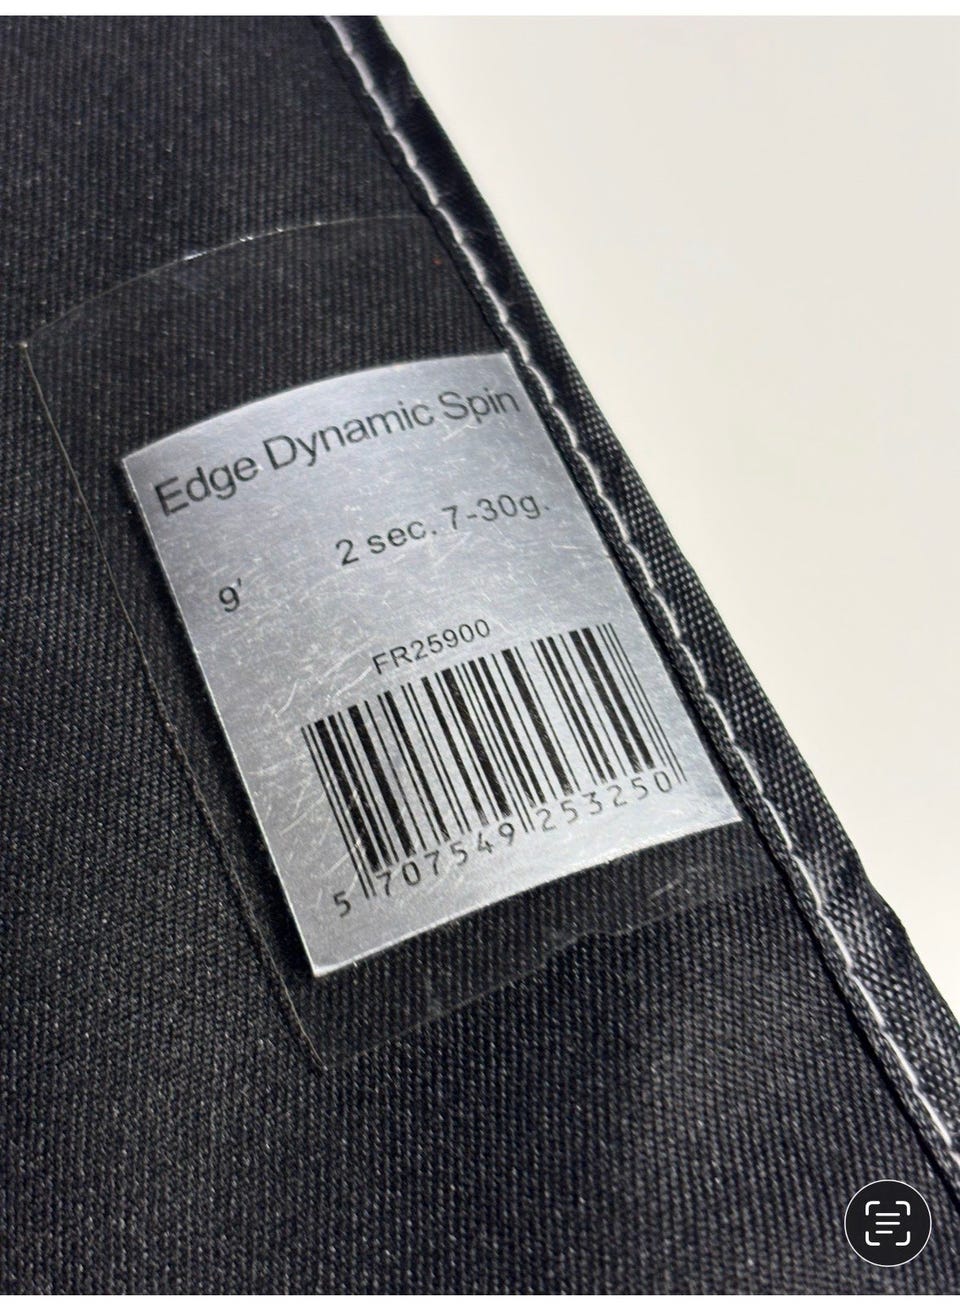 Edge Dynamic Spin
2 sec. 7-30g.
9'
FR25900
5 707549 253250